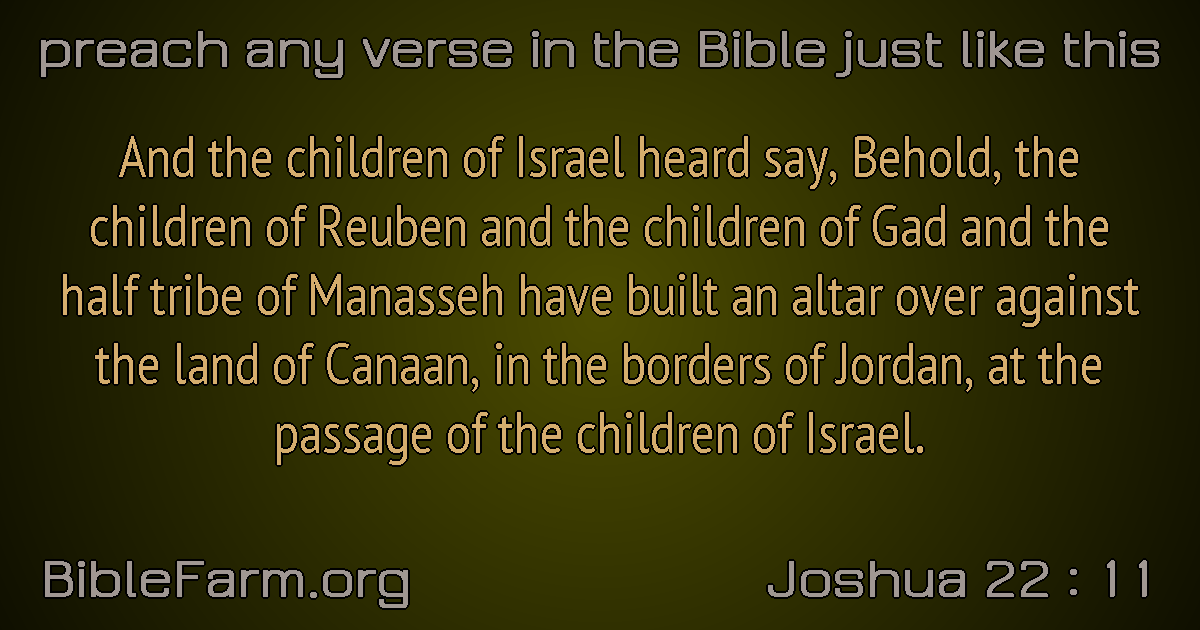 preach any verse in the Bible just like this
And the children of Israel heard say, Behold, the
children of Reuben and the children of Gad and the
half tribe of Manasseh have built an altar over against
the land of Canaan, in the borders of Jordan, at the
passage of the children of Israel.
BibleFarm.org
Joshua 22 : 11